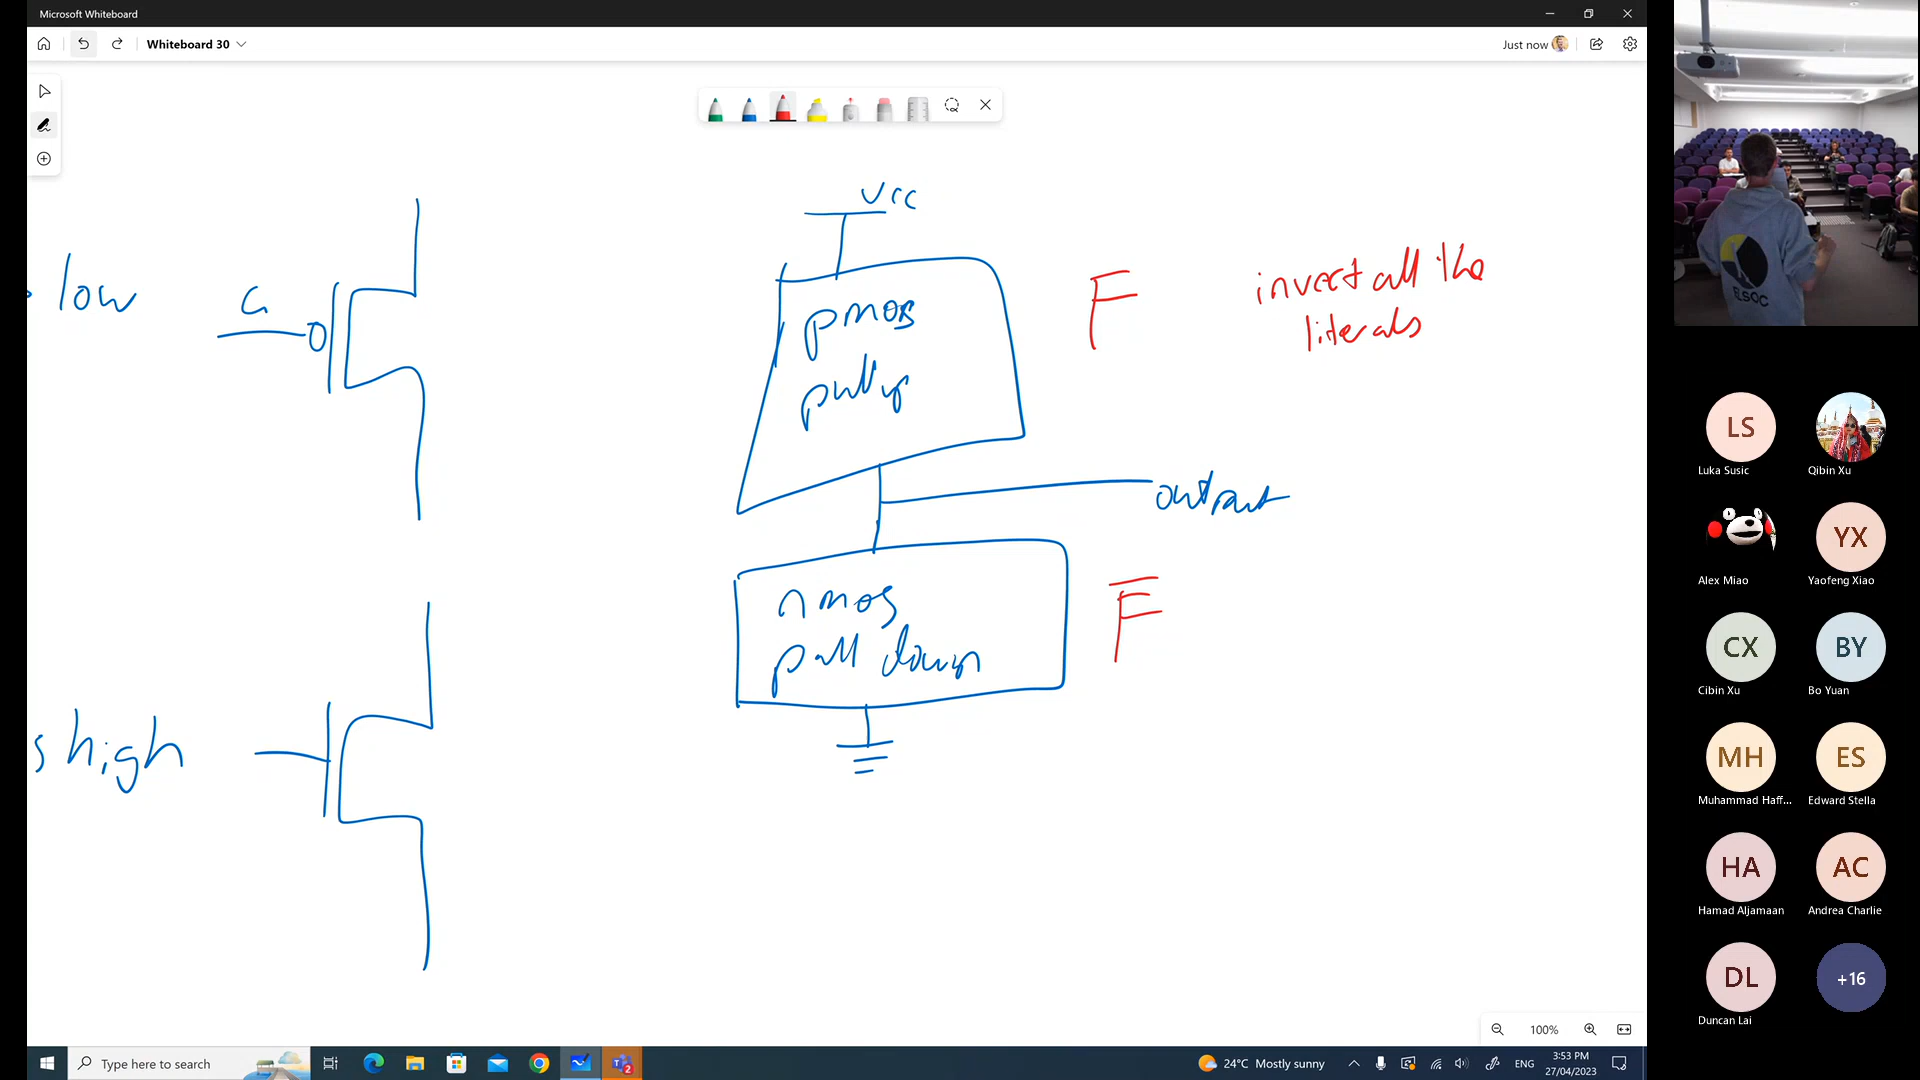 Microsoft Whiteboard
Whiteboard 30
Just now
vcc
low
a
pmos
pullup
F
invert all the
literals
output
nmos
pull down
F̅
s high
ELSOC
LS
Luka Susic
Qibin Xu
Alex Miao
YX
Yaofeng Xiao
CX
Cibin Xu
BY
Bo Yuan
MH
Muhammad Haff...
ES
Edward Stella
HA
Hamad Aljamaan
AC
Andrea Charlie
DL
Duncan Lai
+16
100%
Type here to search
2
24°C Mostly sunny
ENG
3:53 PM
27/04/2023